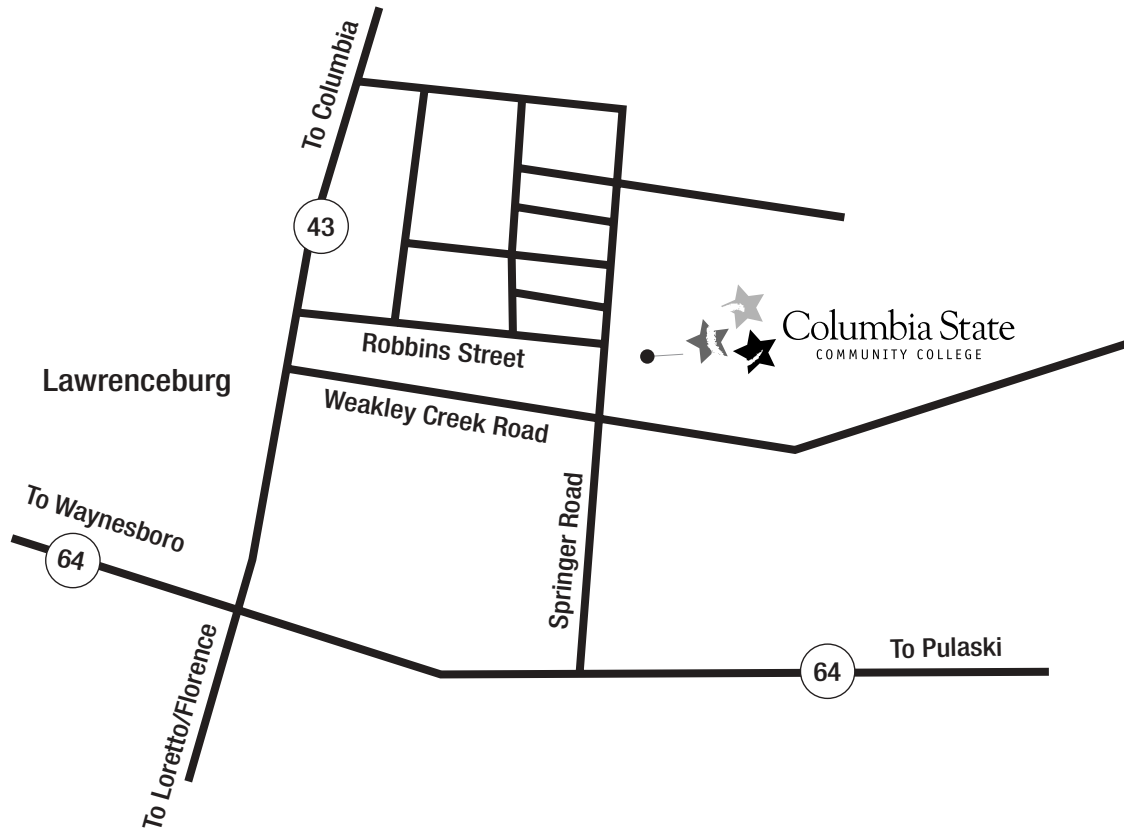 To Columbia
43
Columbia State
COMMUNITY COLLEGE
Robbins Street
Lawrenceburg
Weakley Creek Road
To Waynesboro
64
Springer Road
To Pulaski
64
To Loretto/Florence